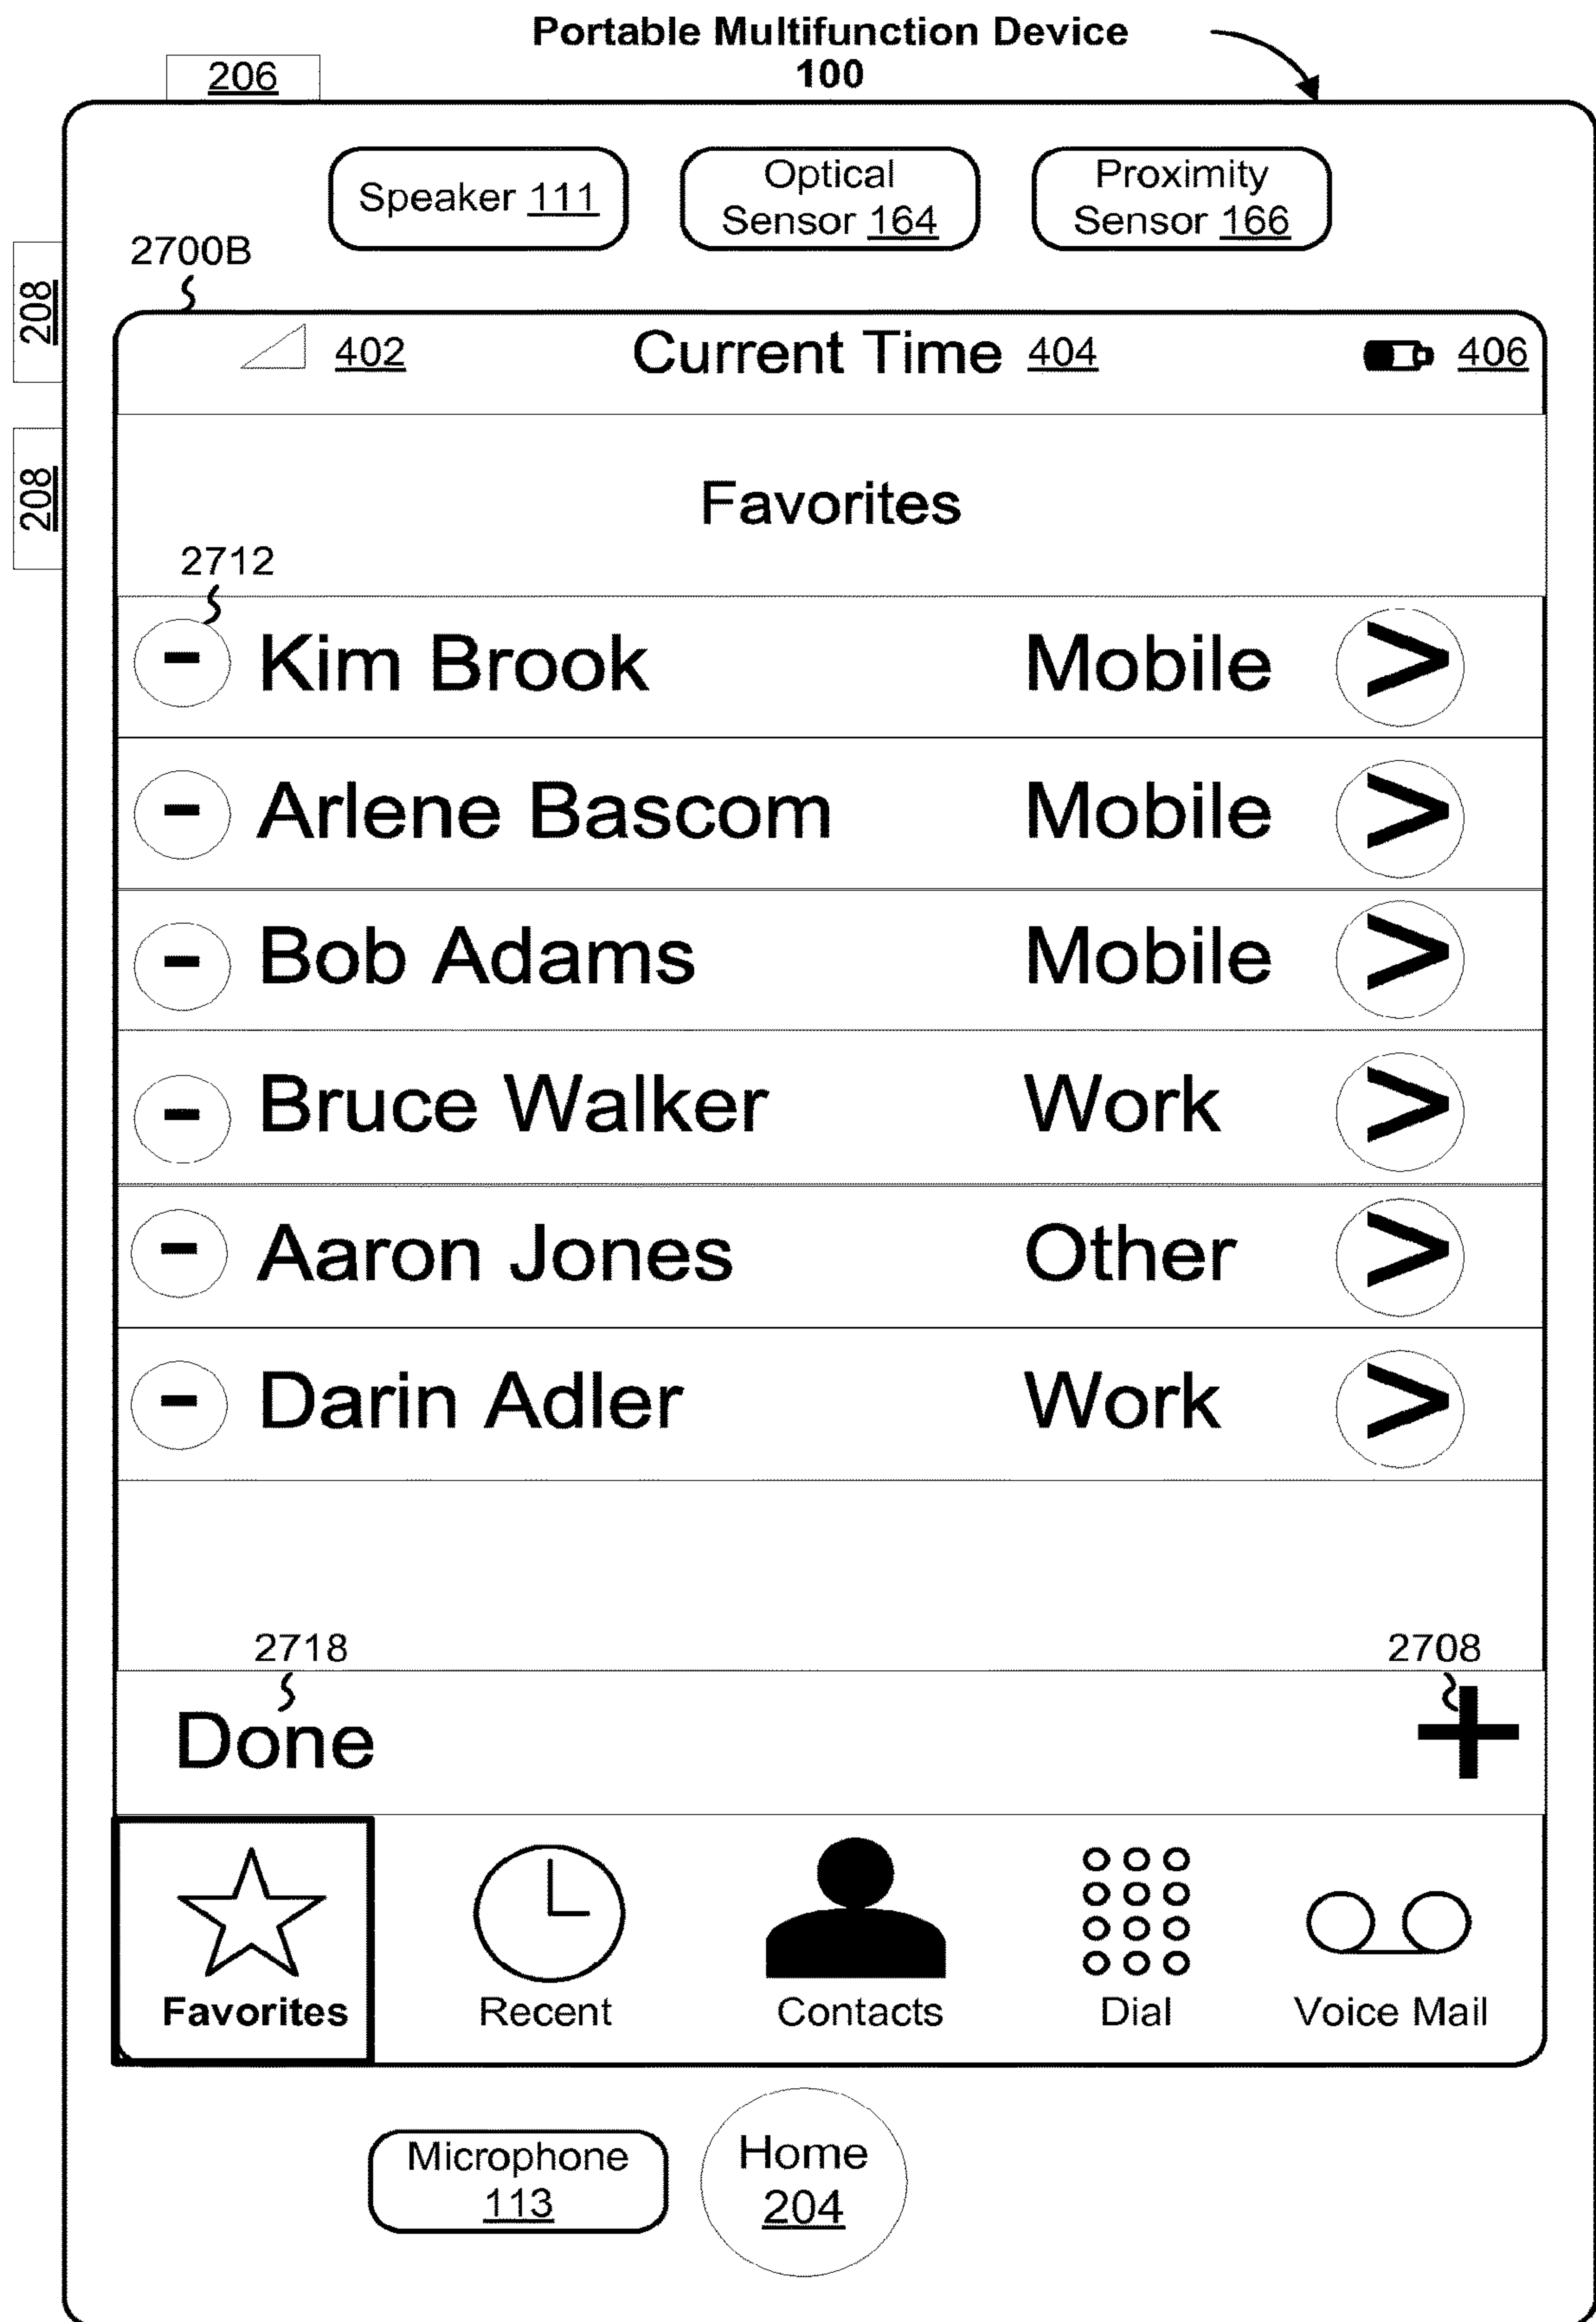 Portable Multifunction Device
100
206
Speaker 111
Optical
Sensor 164
Proximity
Sensor 166
2700B
208
208
402
Current Time 404
406
Favorites
2712
- Kim Brook Mobile >
- Arlene Bascom Mobile >
- Bob Adams Mobile >
- Bruce Walker Work >
- Aaron Jones Other >
- Darin Adler Work >
2718
2708
Done +
Favorites Recent Contacts Dial Voice Mail
Microphone
113
Home
204